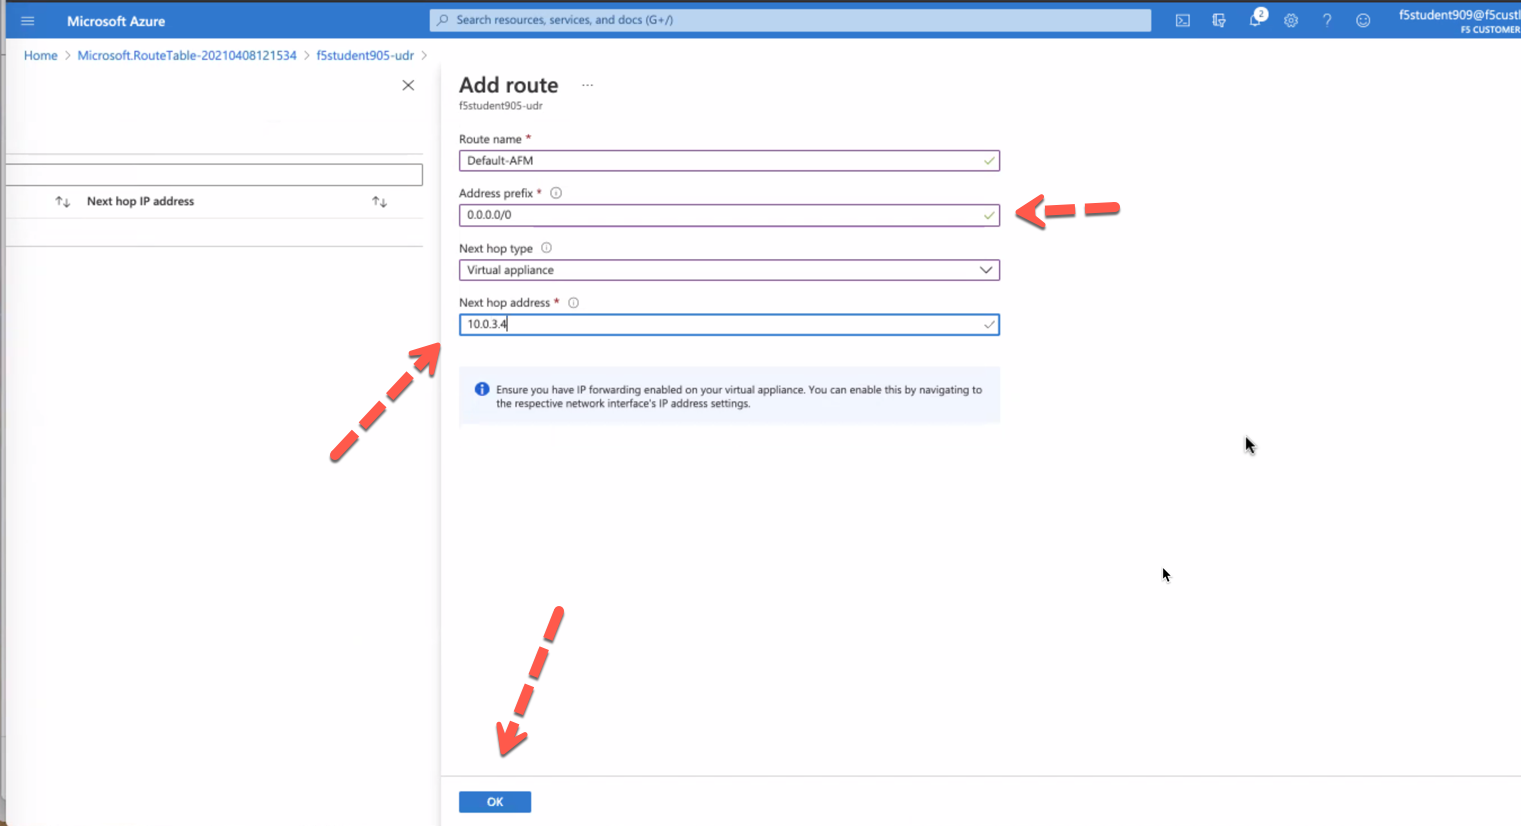 Microsoft Azure
Search resources, services, and docs (G+/)
2
f5student909@f5custl
F5 CUSTOMER
Home > Microsoft.RouteTable-20210408121534 > f5student905-udr >
Add route ...
f5student905-udr
Route name *
Default-AFM
Address prefix *
0.0.0.0/0
Next hop IP address
Next hop type
Virtual appliance
Next hop address *
10.0.3.4
Ensure you have IP forwarding enabled on your virtual appliance. You can enable this by navigating to
the respective network interface's IP address settings.
OK